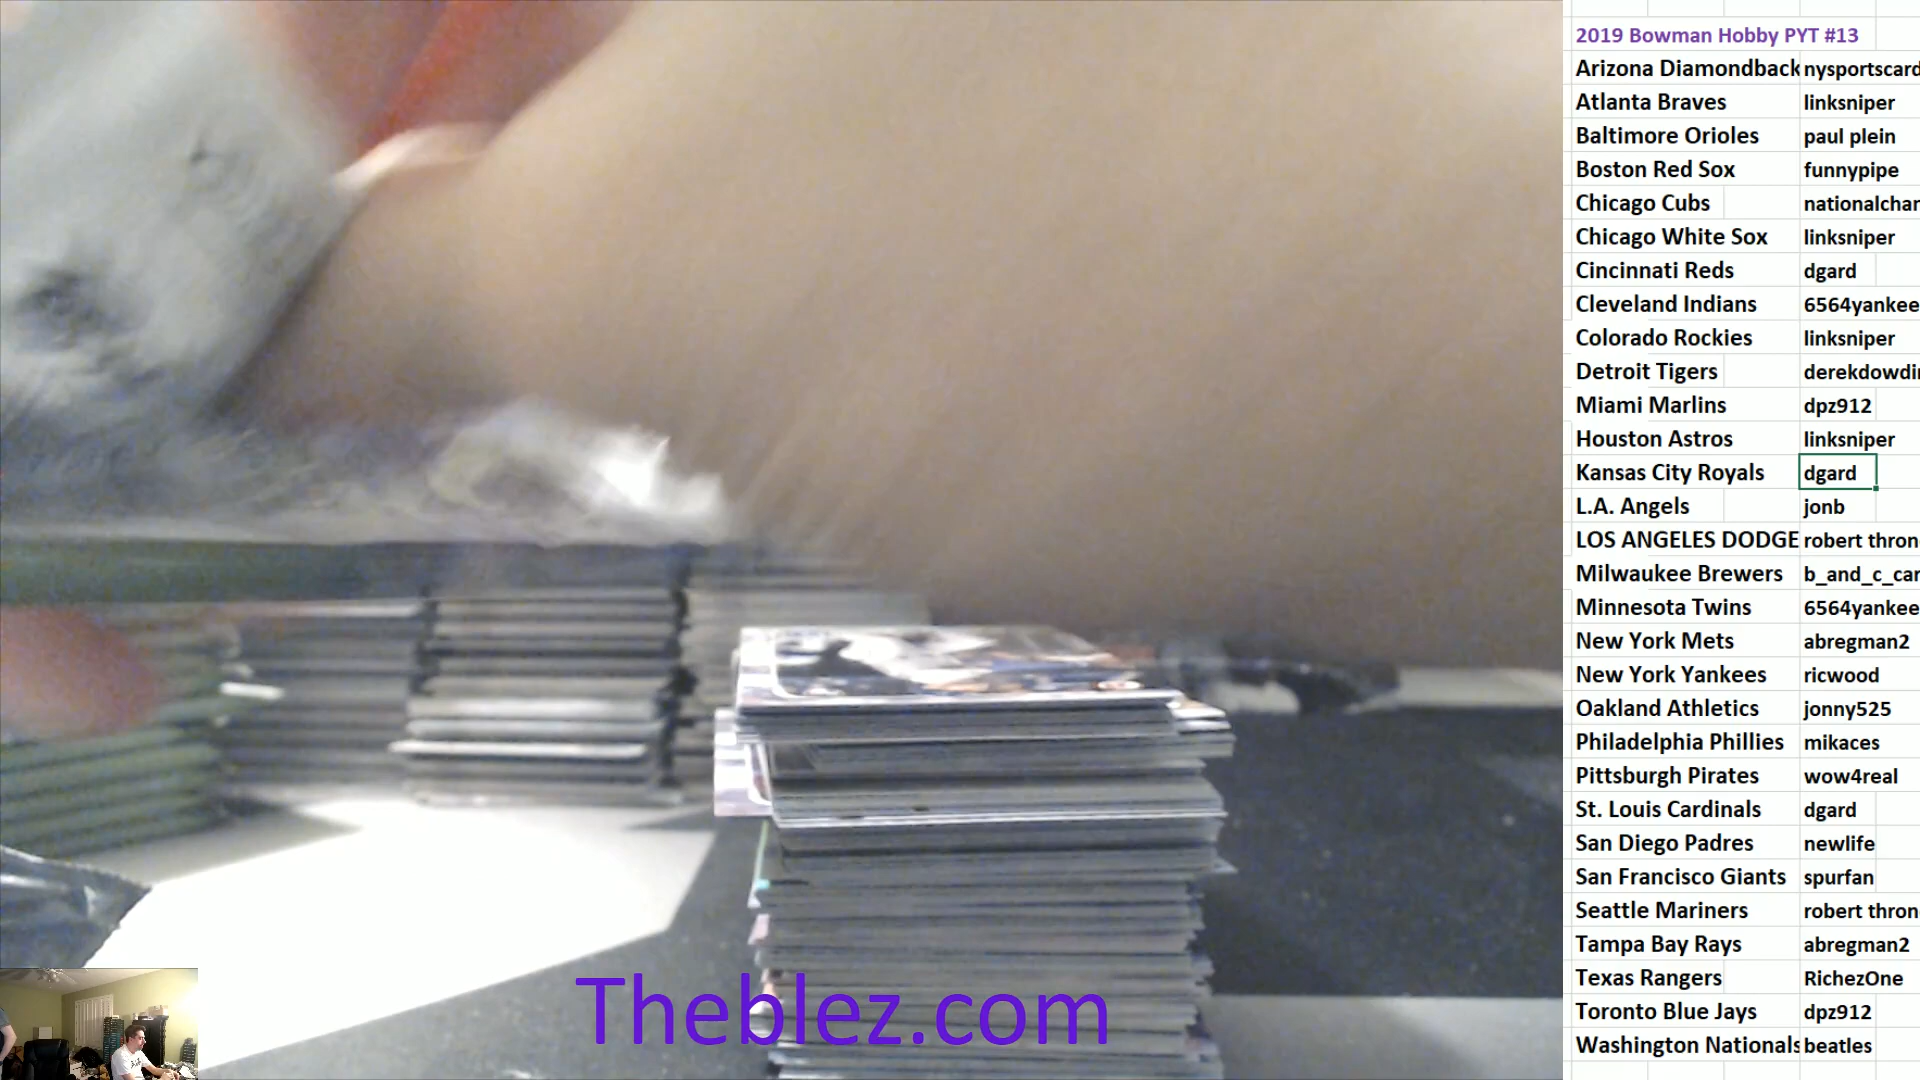 2019 Bowman Hobby PYT #13
Arizona Diamondback nysportscard
Atlanta Braves linksniper
Baltimore Orioles paul plein
Boston Red Sox funnypipe
Chicago Cubs nationalchar
Chicago White Sox linksniper
Cincinnati Reds dgard
Cleveland Indians 6564yankee
Colorado Rockies linksniper
Detroit Tigers derekdowdin
Miami Marlins dpz912
Houston Astros linksniper
Kansas City Royals dgard
L.A. Angels jonb
LOS ANGELES DODGE robert thron
Milwaukee Brewers b_and_c_car
Minnesota Twins 6564yankee
New York Mets abregman2
New York Yankees ricwood
Oakland Athletics jonny525
Philadelphia Phillies mikaces
Pittsburgh Pirates wow4real
St. Louis Cardinals dgard
San Diego Padres newlife
San Francisco Giants spurfan
Seattle Mariners robert thron
Tampa Bay Rays abregman2
Texas Rangers RichezOne
Toronto Blue Jays dpz912
Washington Nationals beatles
Theblez.com